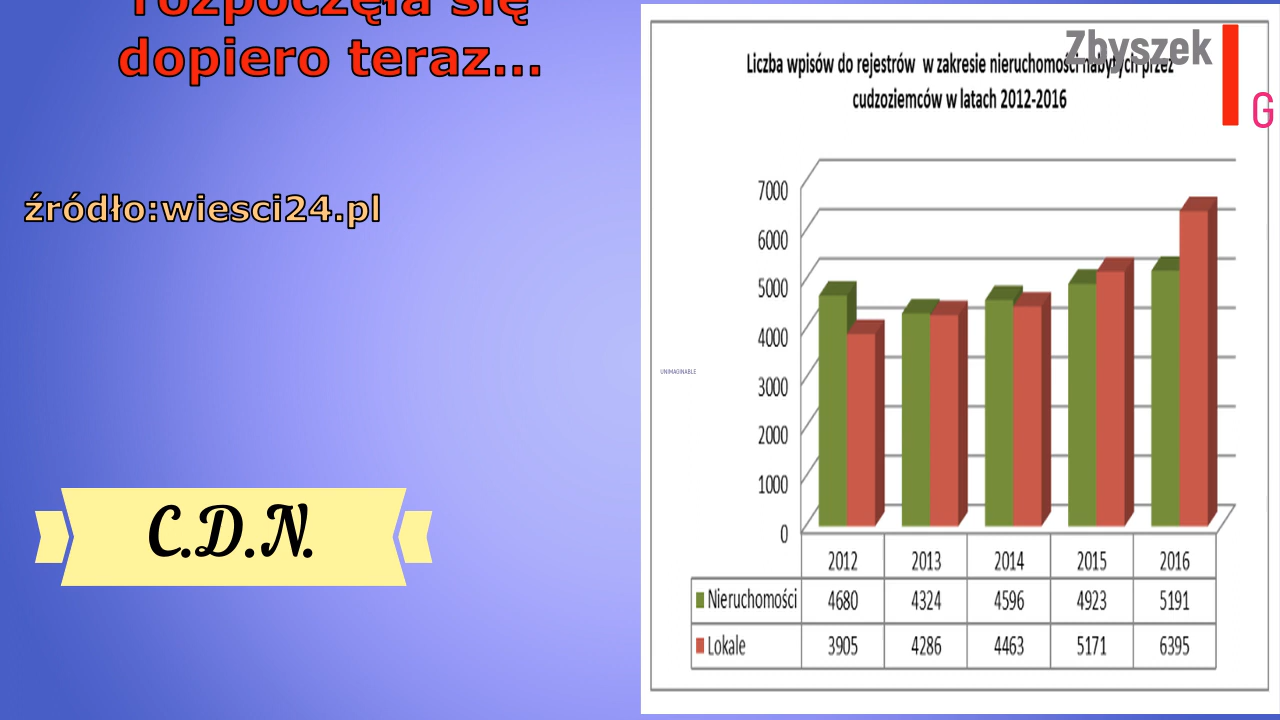 rozpoczęła się
dopiero teraz...
źródło:wiesci24.pl
C.D.N.
Zbyszek
G
Liczba wpisów do rejestrów w zakresie nieruchomości nabytych przez
cudzoziemców w latach 2012-2016
UNIMAGINABLE
7000
6000
5000
4000
3000
2000
1000
0
2012 2013 2014 2015 2016
Nieruchomości 4680 4324 4596 4923 5191
Lokale 3905 4286 4463 5171 6395